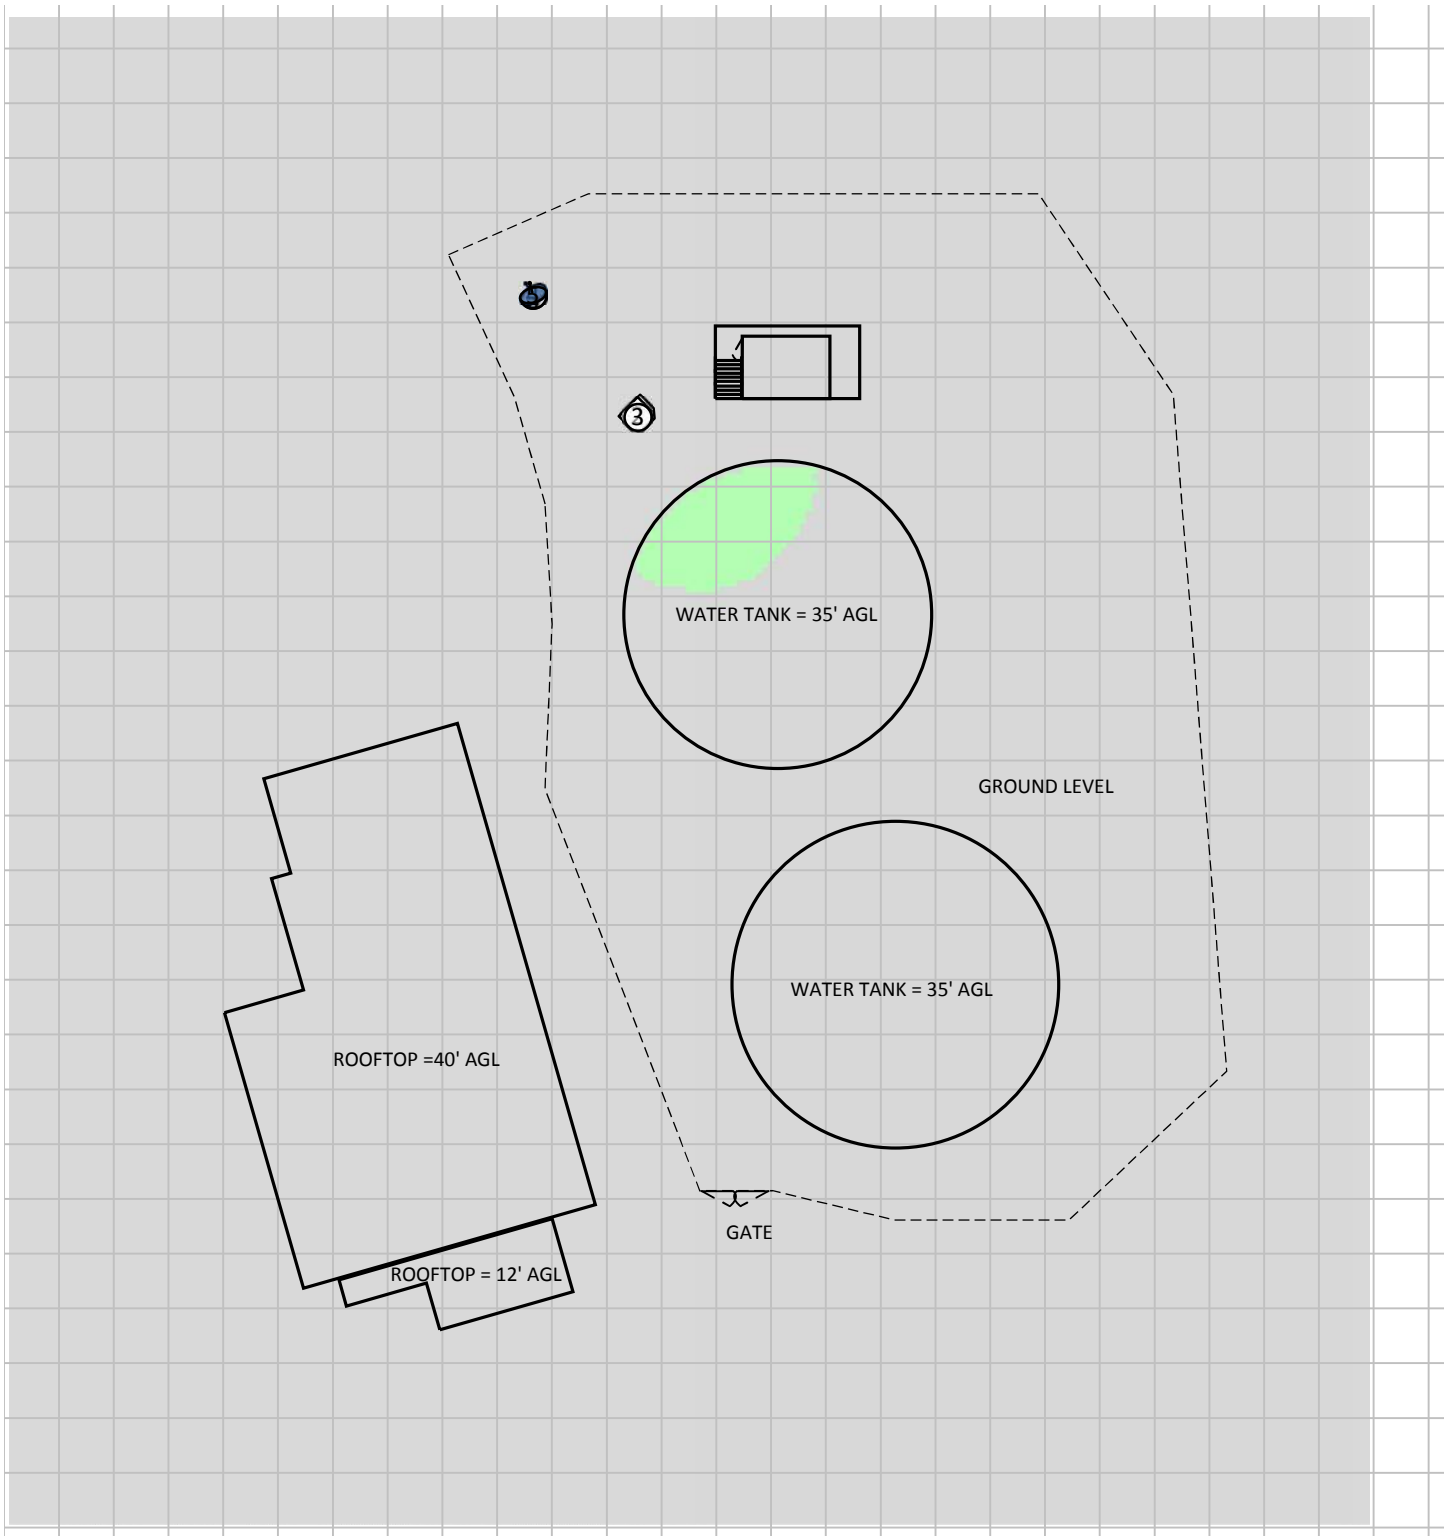 3
WATER TANK = 35' AGL
GROUND LEVEL
WATER TANK = 35' AGL
ROOFTOP =40' AGL
GATE
ROOFTOP = 12' AGL